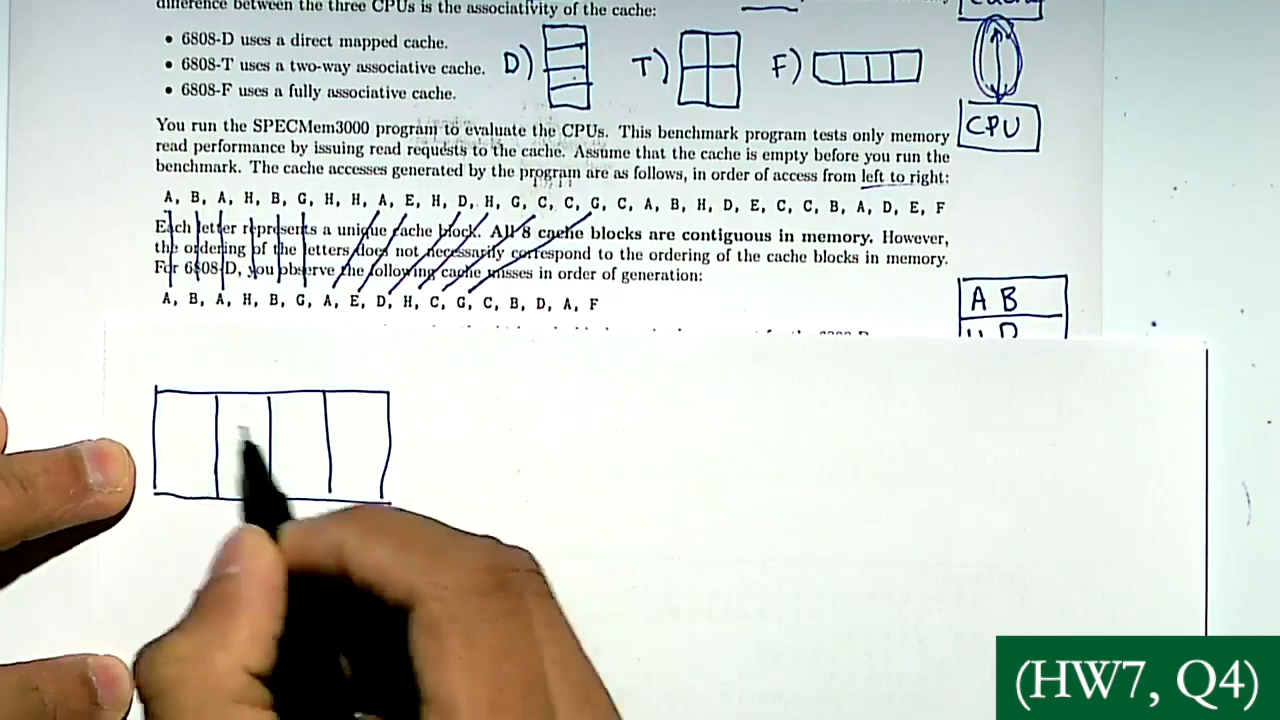 difference between the three CPUs is the associativity of the cache:
• 6808-D uses a direct mapped cache.
• 6808-T uses a two-way associative cache.
• 6808-F uses a fully associative cache.
D)
T)
F)
CPU
You run the SPECMem3000 program to evaluate the CPUs. This benchmark program tests only memory
read performance by issuing read requests to the cache. Assume that the cache is empty before you run the
benchmark. The cache accesses generated by the program are as follows, in order of access from left to right:
A, B, A, H, B, G, H, H, A, E, H, D, H, G, C, C, G, C, A, B, H, D, E, C, C, B, A, D, E, F
Each letter represents a unique cache block. All 8 cache blocks are contiguous in memory. However,
the ordering of the letters does not necessarily correspond to the ordering of the cache blocks in memory.
For 6808-D, you observe the following cache misses in order of generation:
A, B, A, H, B, G, A, E, D, H, C, G, C, B, D, A, F
A B
(HW7, Q4)